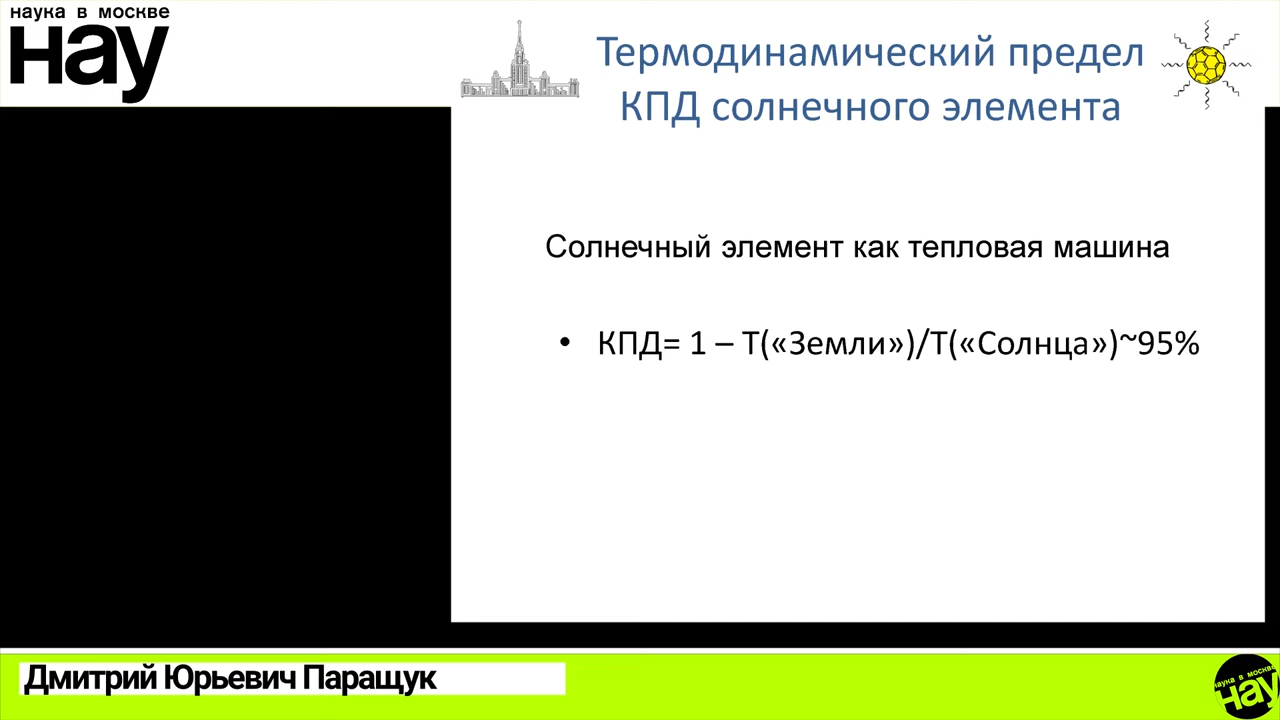 наука в москве
нау
Термодинамический предел
КПД солнечного элемента
Солнечный элемент как тепловая машина
• КПД= 1 – Т(«Земли»)/Т(«Солнца»)~95%
Дмитрий Юрьевич Паращук
наука в москве
нау